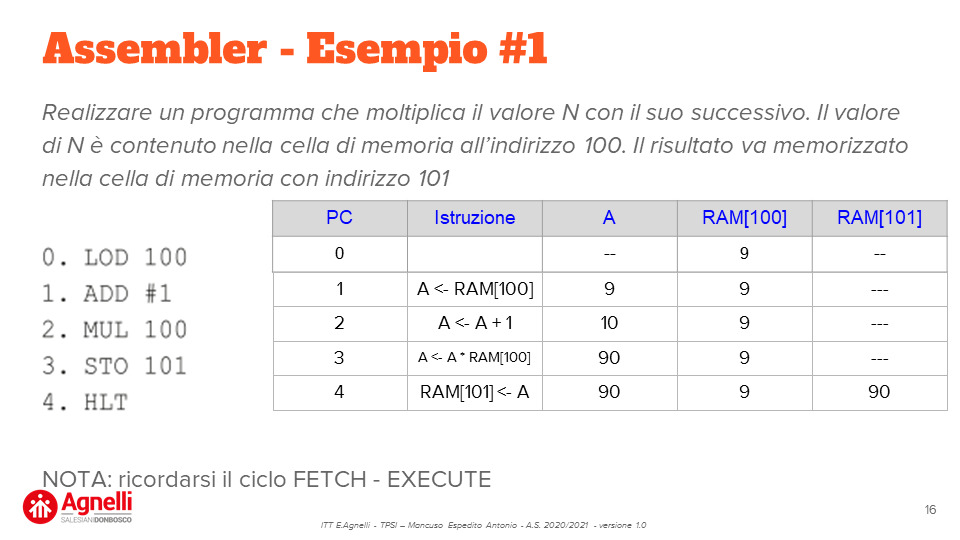 Assembler - Esempio #1
Realizzare un programma che moltiplica il valore N con il suo successivo. Il valore
di N è contenuto nella cella di memoria all’indirizzo 100. Il risultato va memorizzato
nella cella di memoria con indirizzo 101
0. LOD 100
1. ADD #1
2. MUL 100
3. STO 101
4. HLT
PC Istruzione A RAM[100] RAM[101]
0 -- 9 --
1 A <- RAM[100] 9 9 ---
2 A <- A + 1 10 9 ---
3 A <- A * RAM[100] 90 9 ---
4 RAM[101] <- A 90 9 90
NOTA: ricordarsi il ciclo FETCH - EXECUTE
Agnelli
SALESIANI DONBOSCO
ITT E.Agnelli - TPSI – Mancuso Espedito Antonio - A.S. 2020/2021 - versione 1.0
16